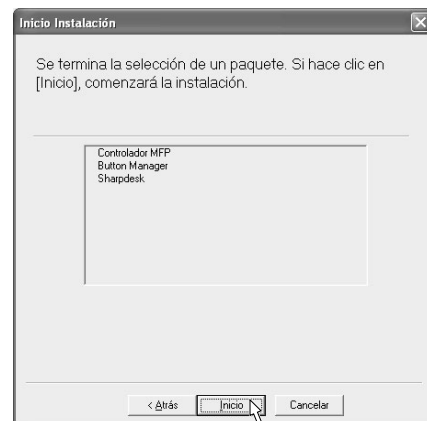 Inicio Instalación
Se termina la selección de un paquete. Si hace clic en
[Inicio], comenzará la instalación.
Controlador MFP
Button Manager
Sharpdesk
< Atrás Inicio Cancelar